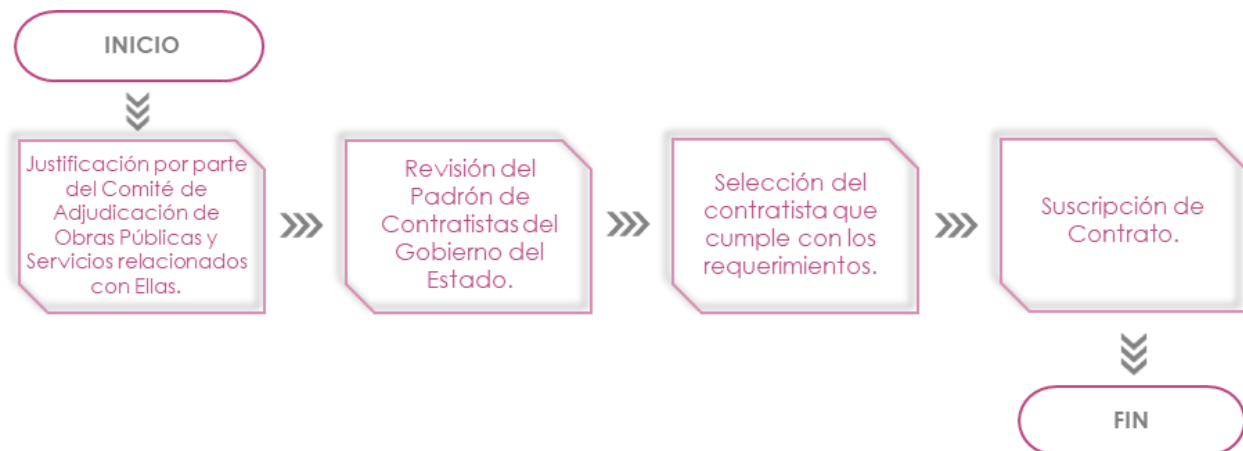 INICIO
Justificación por parte
del Comité de
Adjudicación de
Obras Públicas y
Servicios relacionados
con Ellas.
Revisión del
Padrón de
Contratistas del
Gobierno del
Estado.
Selección del
contratista que
cumple con los
requerimientos.
Suscripción de
Contrato.
FIN